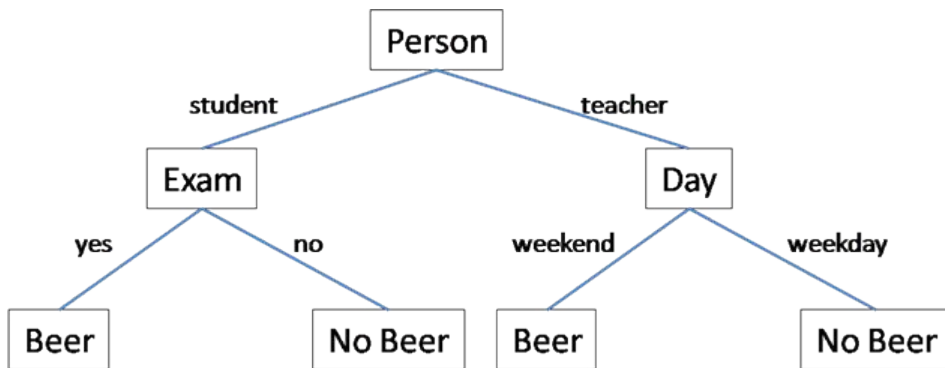 Person
student
teacher
Exam
Day
yes
no
weekend
weekday
Beer
No Beer
Beer
No Beer